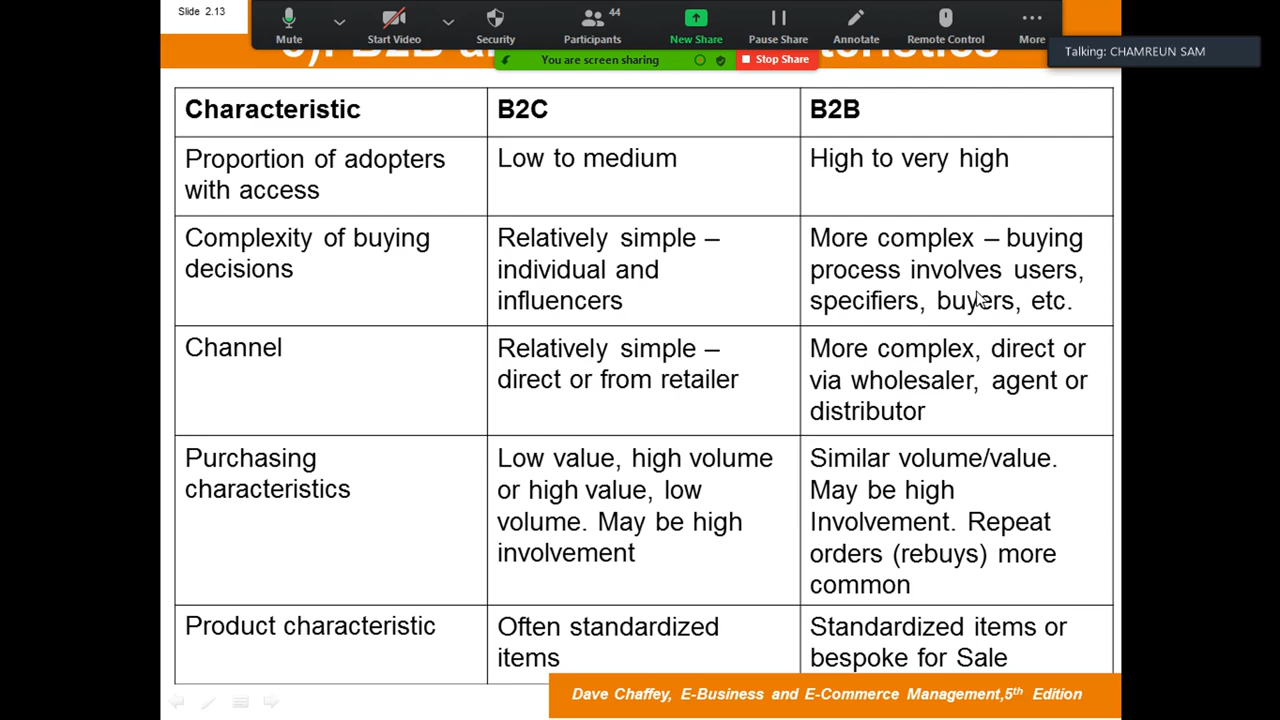 Slide 2.13
Mute
Start Video
Security
Participants
44
New Share
Pause Share
Annotate
Remote Control
More
You are screen sharing
Stop Share
Talking: CHAMREUN SAM
Characteristic
B2C
B2B
Proportion of adopters
with access
Low to medium
High to very high
Complexity of buying
decisions
Relatively simple –
individual and
influencers
More complex – buying
process involves users,
specifiers, buyers, etc.
Channel
Relatively simple –
direct or from retailer
More complex, direct or
via wholesaler, agent or
distributor
Purchasing
characteristics
Low value, high volume
or high value, low
volume. May be high
involvement
Similar volume/value.
May be high
Involvement. Repeat
orders (rebuys) more
common
Product characteristic
Often standardized
items
Standardized items or
bespoke for Sale
Dave Chaffey, E-Business and E-Commerce Management,5th Edition